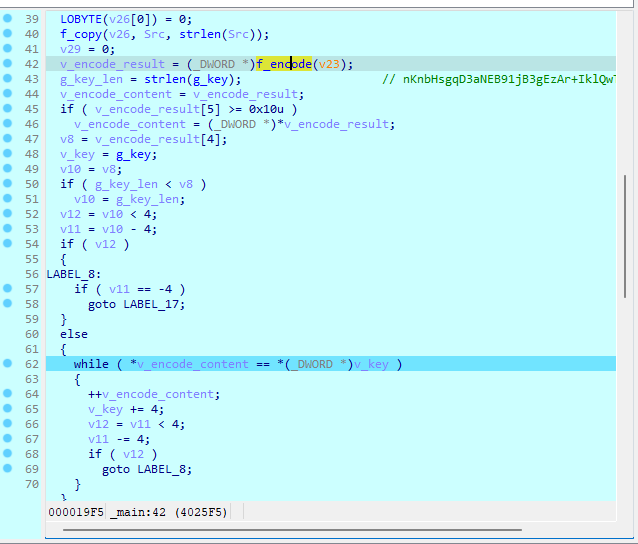 39 LOBYTE(v26[0]) = 0;
40 f_copy(v26, Src, strlen(Src));
41 v29 = 0;
42 v_encode_result = (_DWORD *)f_encode(v23);
43 g_key_len = strlen(g_key); // nKnbHsgqD3aNEB91jB3gEzAr+IklQw
44 v_encode_content = v_encode_result;
45 if ( v_encode_result[5] >= 0x10u )
46 v_encode_content = (_DWORD *)*v_encode_result;
47 v8 = v_encode_result[4];
48 v_key = g_key;
49 v10 = v8;
50 if ( g_key_len < v8 )
51 v10 = g_key_len;
52 v12 = v10 < 4;
53 v11 = v10 - 4;
54 if ( v12 )
55 {
56 LABEL_8:
57 if ( v11 == -4 )
58 goto LABEL_17;
59 }
60 else
61 {
62 while ( *v_encode_content == *(_DWORD *)v_key )
63 {
64 ++v_encode_content;
65 v_key += 4;
66 v12 = v11 < 4;
67 v11 -= 4;
68 if ( v12 )
69 goto LABEL_8;
70 }
000019F5 _main:42 (4025F5)